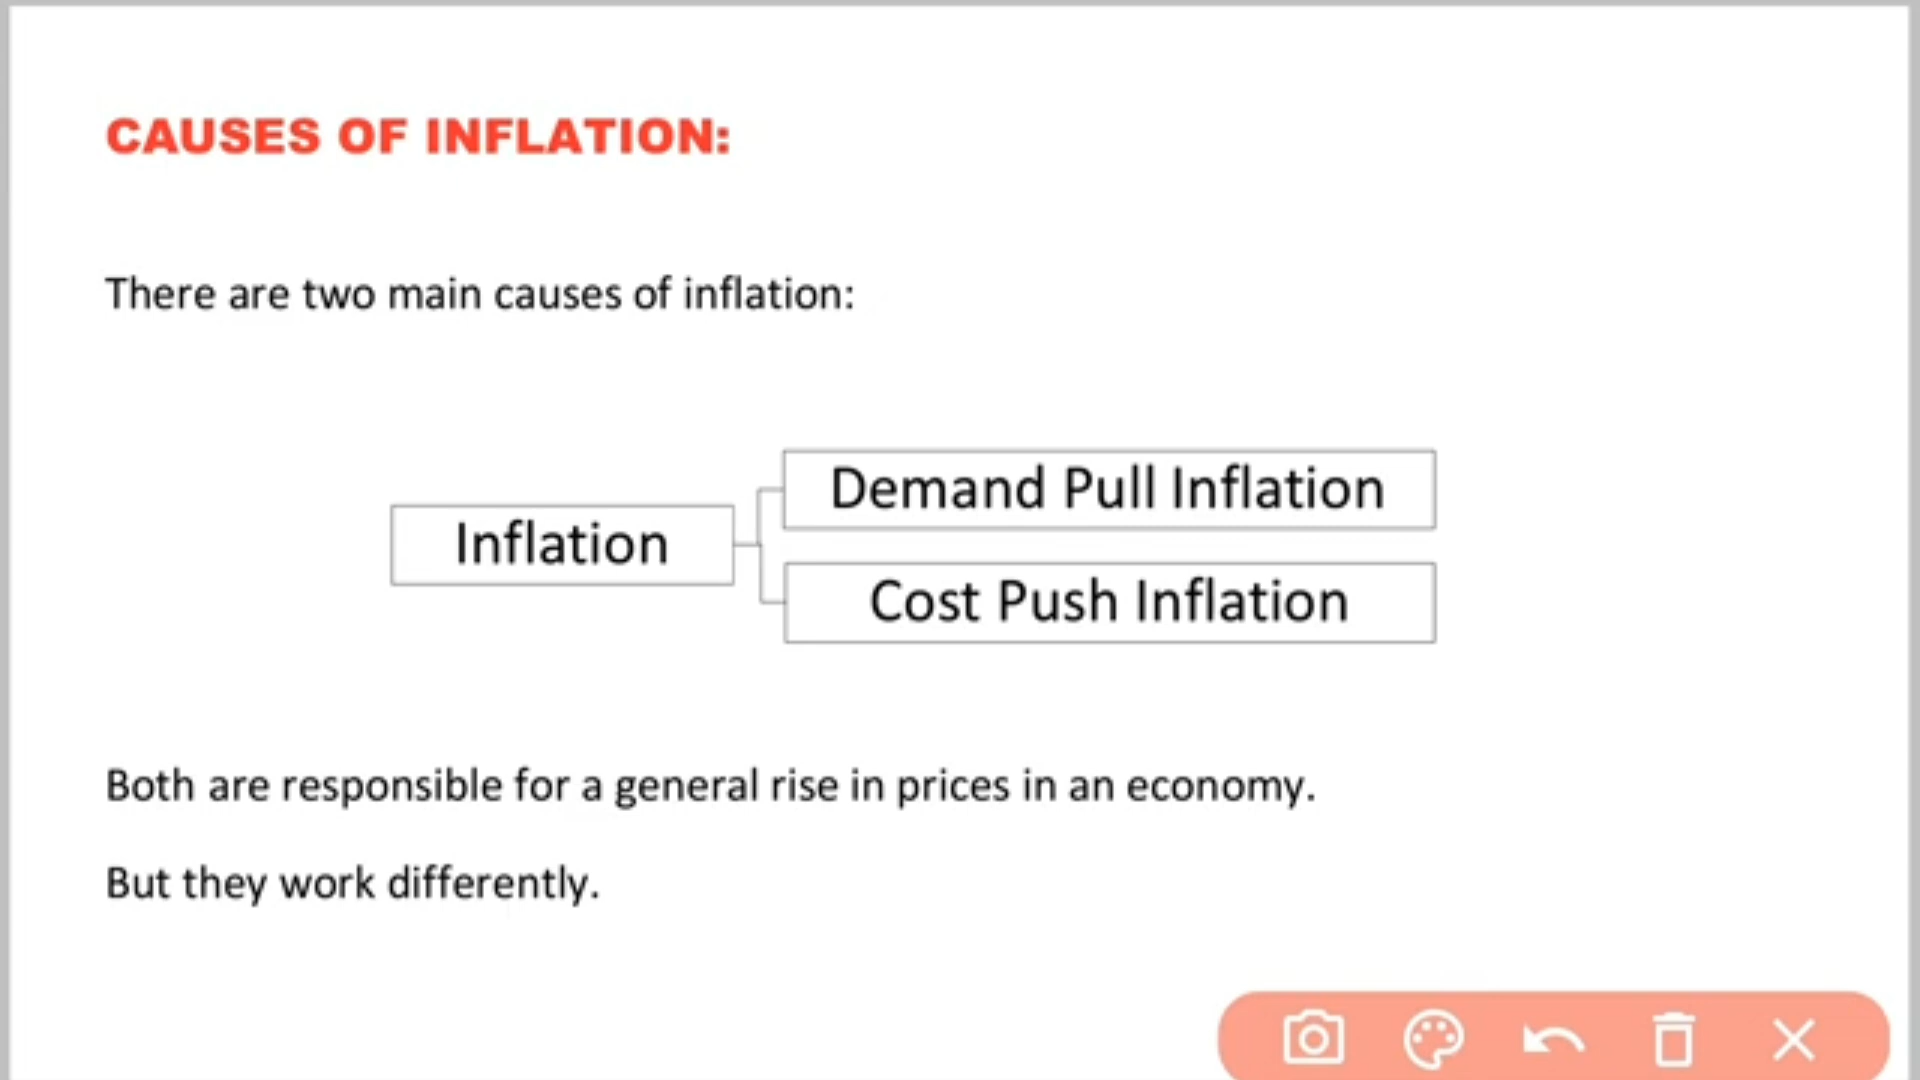 CAUSES OF INFLATION:
There are two main causes of inflation:
Demand Pull Inflation
Inflation
Cost Push Inflation
Both are responsible for a general rise in prices in an economy.
But they work differently.